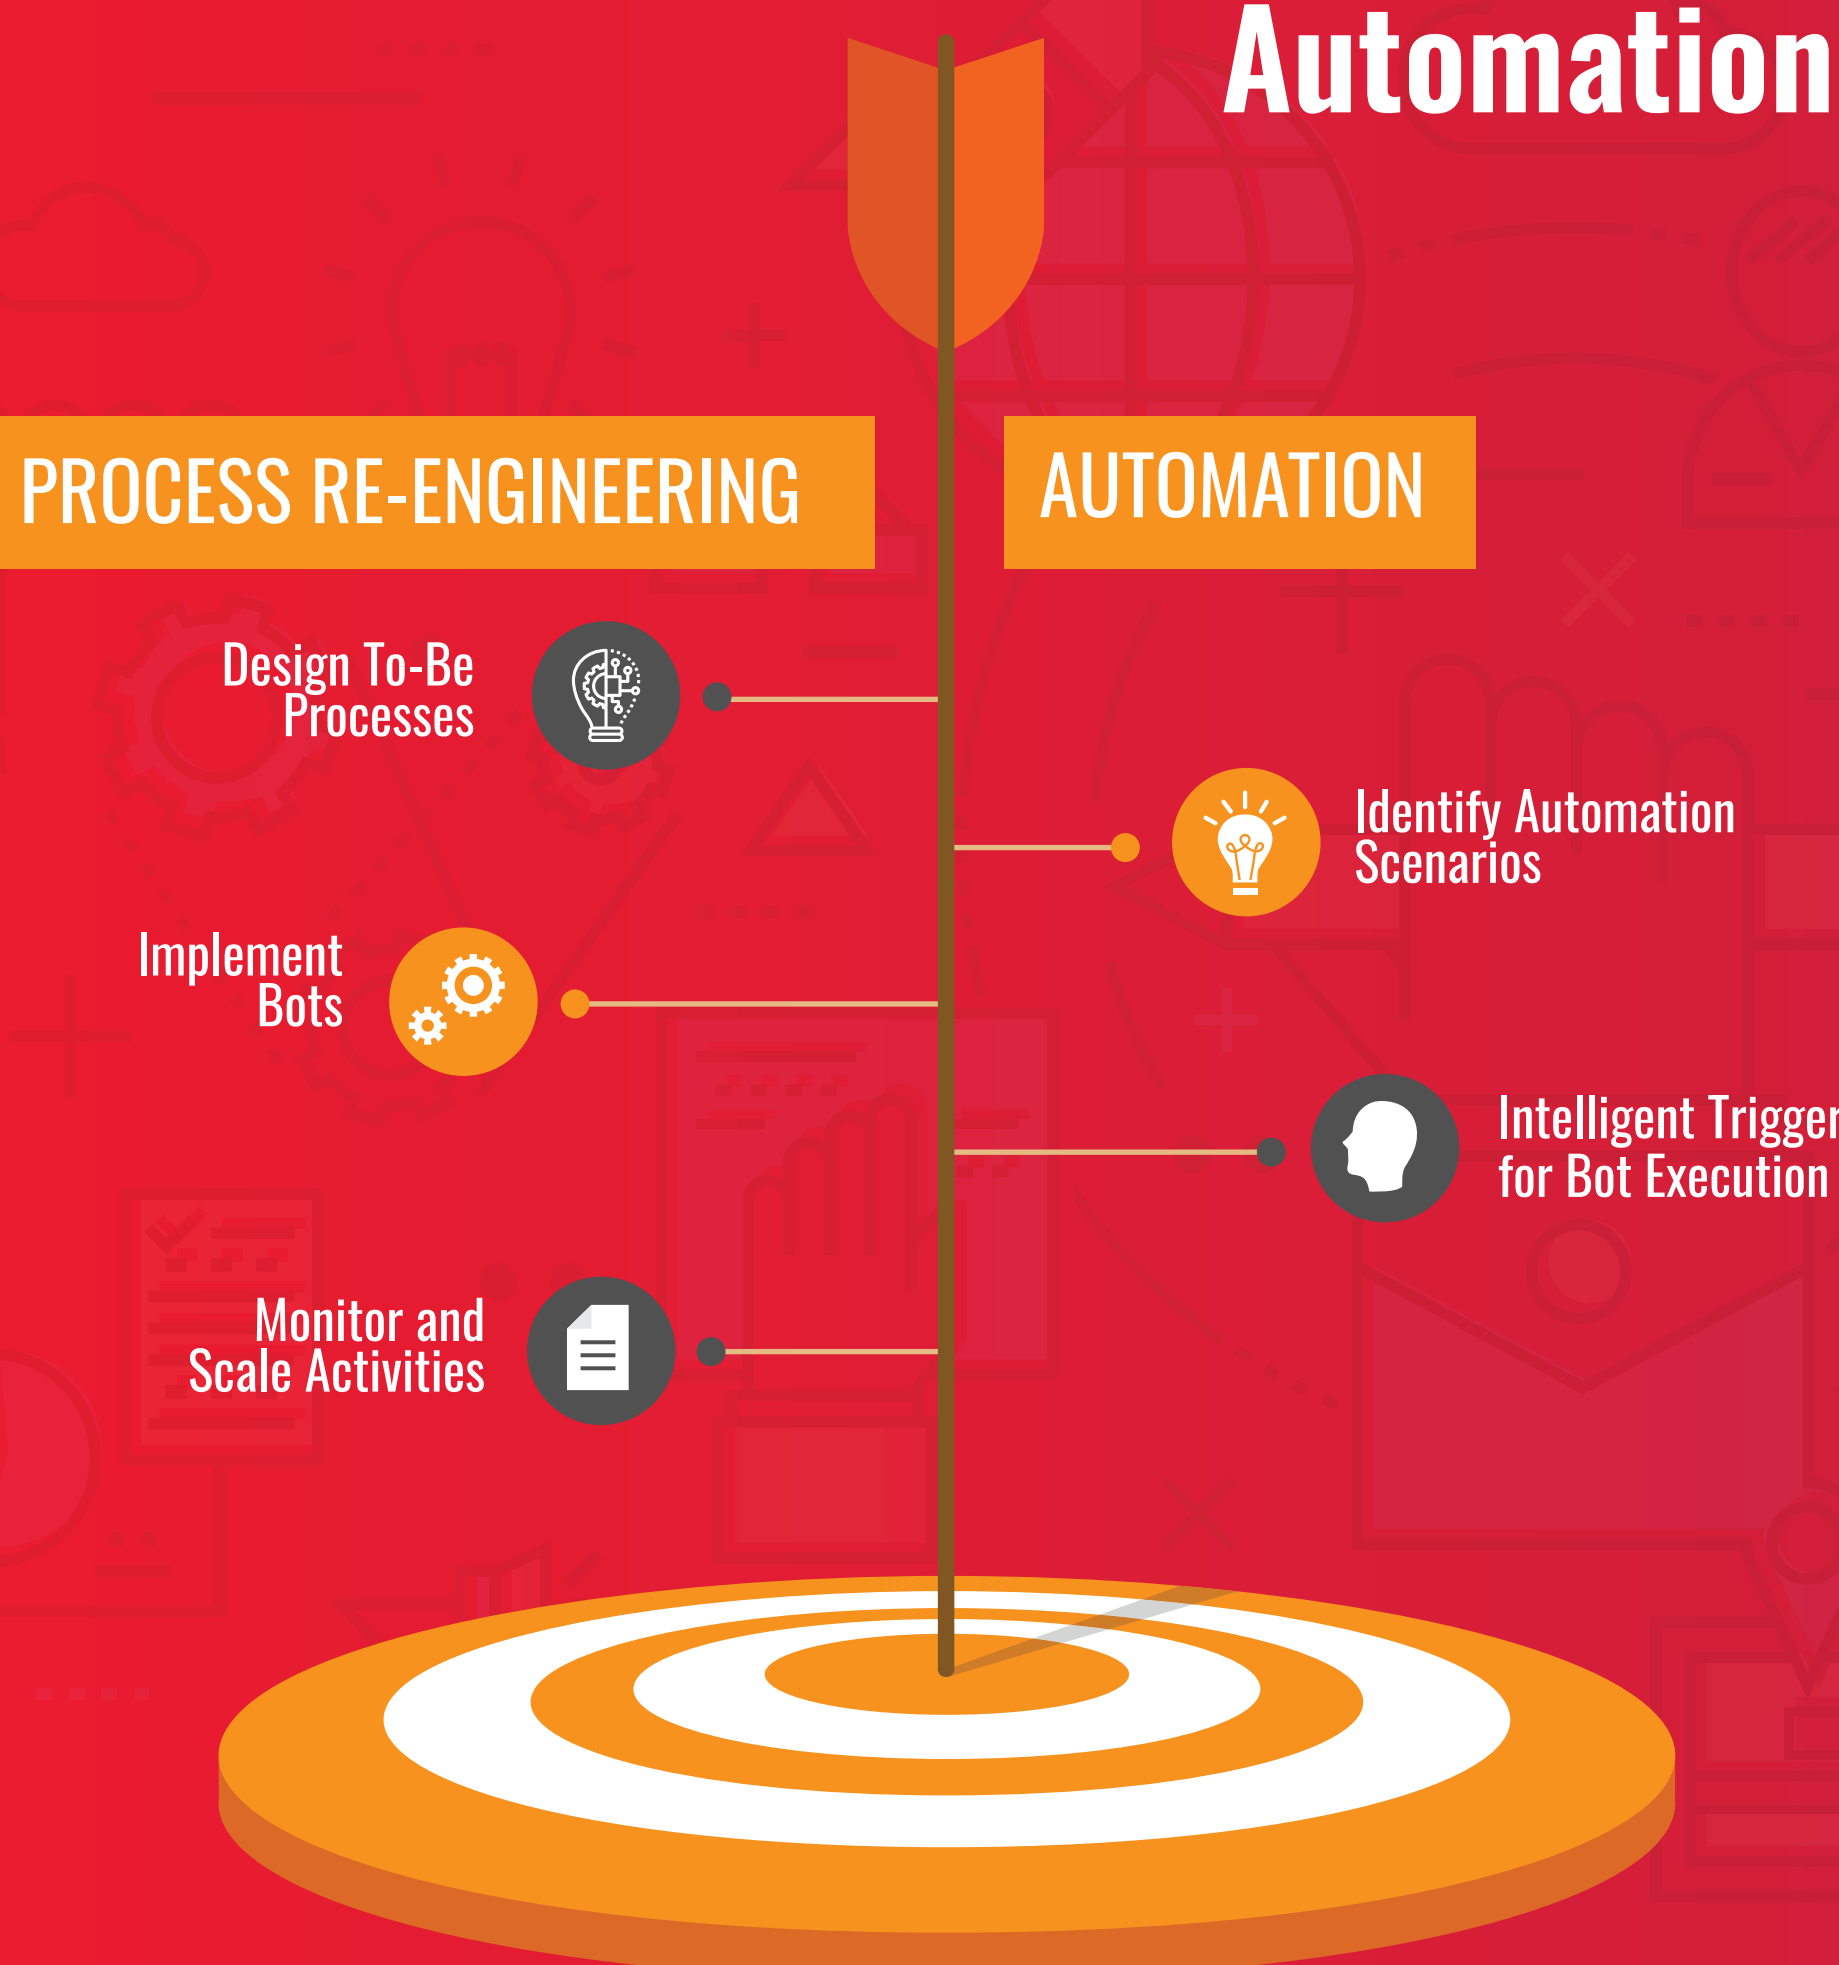 Automation
PROCESS RE-ENGINEERING
AUTOMATION
Design To-Be
Processes
Identify Automation
Scenarios
Implement
Bots
Intelligent Trigger
for Bot Execution
Monitor and
Scale Activities